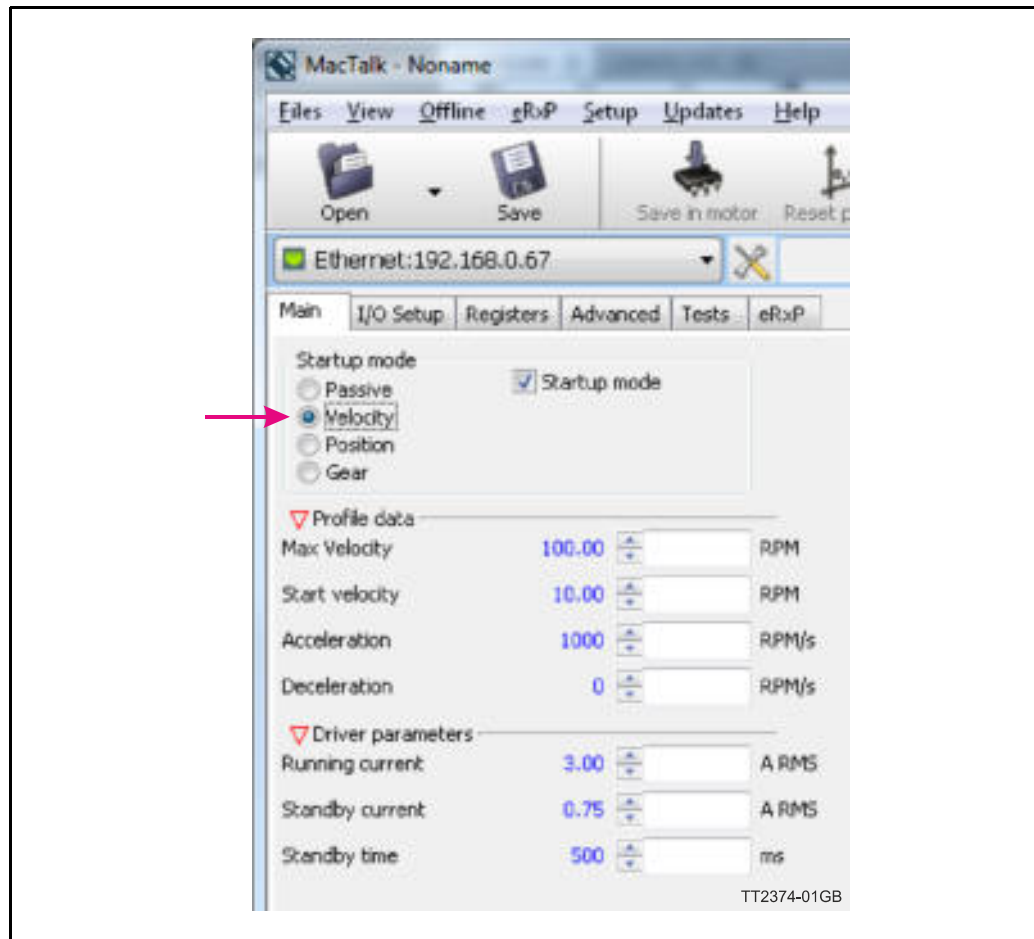 MacTalk - Noname
Files View Offline eRxP Setup Updates Help
Open Save Save in motor Reset p
Ethernet:192.168.0.67
Main I/O Setup Registers Advanced Tests eRxP
Startup mode
Startup mode
Passive
Velocity
Position
Gear
Profile data
Max Velocity 100.00 RPM
Start velocity 10.00 RPM
Acceleration 1000 RPM/s
Deceleration 0 RPM/s
Driver parameters
Running current 3.00 A RMS
Standby current 0.75 A RMS
Standby time 500 ms
TT2374-01GB